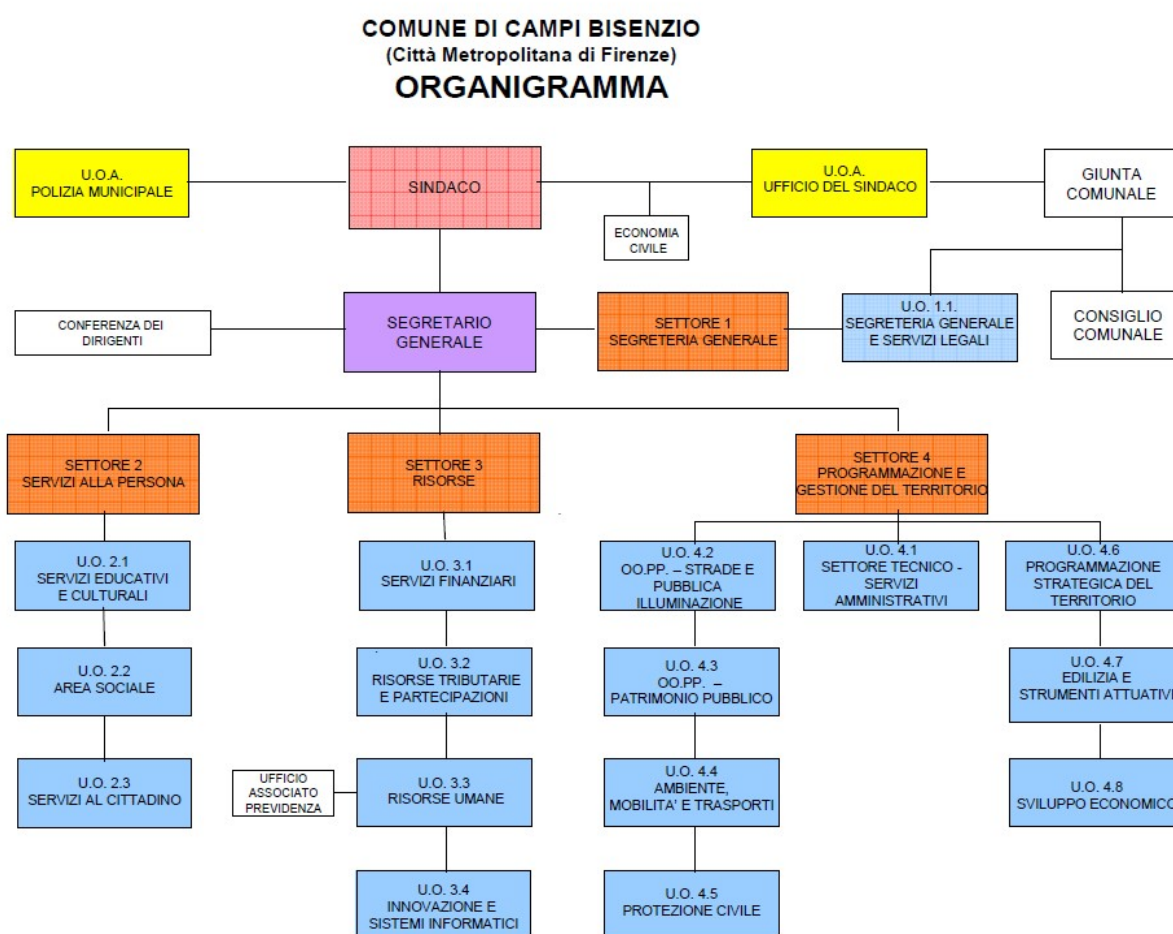 COMUNE DI CAMPI BISENZIO
(Città Metropolitana di Firenze)
ORGANIGRAMMA
U.O.A.
POLIZIA MUNICIPALE
SINDACO
ECONOMIA
CIVILE
U.O.A.
UFFICIO DEL SINDACO
GIUNTA
COMUNALE
CONFERENZA DEI
DIRIGENTI
SEGRETARIO
GENERALE
SETTORE 1
SEGRETERIA GENERALE
U.O. 1.1.
SEGRETERIA GENERALE
E SERVIZI LEGALI
CONSIGLIO
COMUNALE
SETTORE 2
SERVIZI ALLA PERSONA
SETTORE 3
RISORSE
SETTORE 4
PROGRAMMAZIONE E
GESTIONE DEL TERRITORIO
U.O. 2.1
SERVIZI EDUCATIVI
E CULTURALI
U.O. 3.1
SERVIZI FINANZIARI
U.O. 4.2
OO.PP. – STRADE E
PUBBLICA
ILLUMINAZIONE
U.O. 4.1
SETTORE TECNICO -
SERVIZI
AMMINISTRATIVI
U.O. 4.6
PROGRAMMAZIONE
STRATEGICA DEL
TERRITORIO
U.O. 2.2
AREA SOCIALE
U.O. 3.2
RISORSE TRIBUTARIE
E PARTECIPAZIONI
U.O. 4.3
OO.PP. –
PATRIMONIO PUBBLICO
U.O. 4.7
EDILIZIA E
STRUMENTI ATTUATIVI
U.O. 2.3
SERVIZI AL CITTADINO
UFFICIO
ASSOCIATO
PREVIDENZA
U.O. 3.3
RISORSE UMANE
U.O. 4.4
AMBIENTE,
MOBILITA' E TRASPORTI
U.O. 4.8
SVILUPPO ECONOMICO
U.O. 3.4
INNOVAZIONE E
SISTEMI INFORMATICI
U.O. 4.5
PROTEZIONE CIVILE